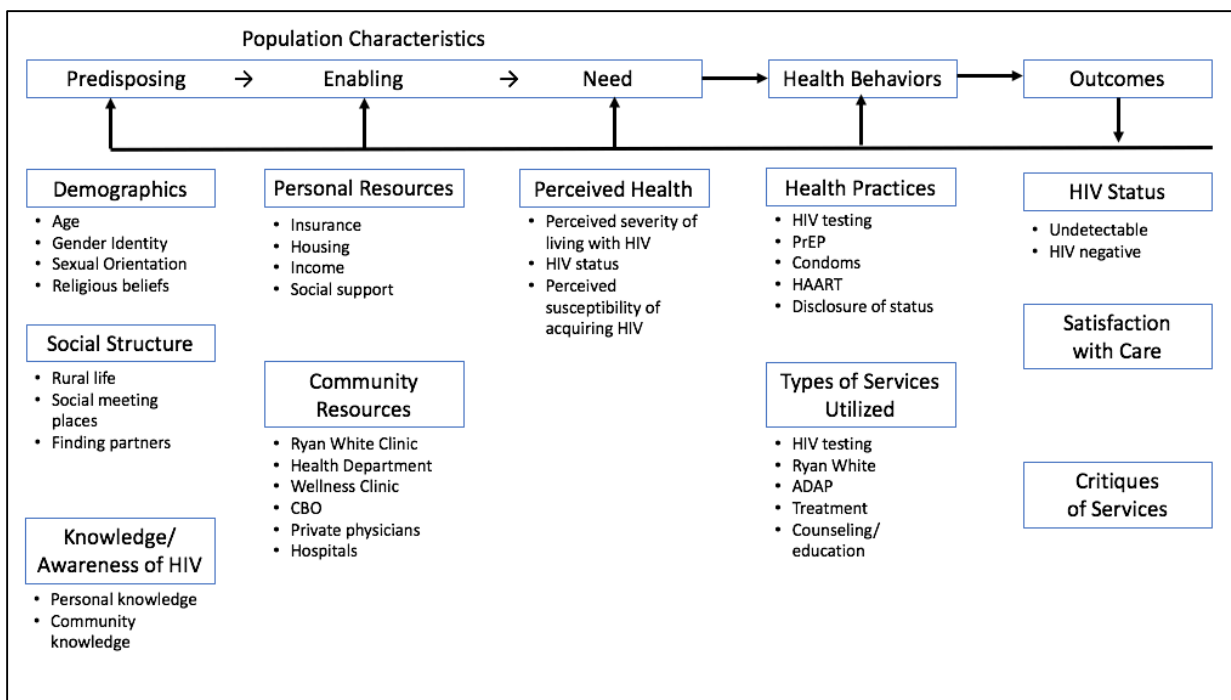 Population Characteristics
Predisposing → Enabling → Need
Health Behaviors
Outcomes
Demographics
• Age
• Gender Identity
• Sexual Orientation
• Religious beliefs
Social Structure
• Rural life
• Social meeting
places
• Finding partners
Knowledge/
Awareness of HIV
• Personal knowledge
• Community
knowledge
Personal Resources
• Insurance
• Housing
• Income
• Social support
Community
Resources
• Ryan White Clinic
• Health Department
• Wellness Clinic
• CBO
• Private physicians
• Hospitals
Perceived Health
• Perceived severity of
living with HIV
• HIV status
• Perceived
susceptibility of
acquiring HIV
Health Practices
• HIV testing
• PrEP
• Condoms
• HAART
• Disclosure of status
Types of Services
Utilized
• HIV testing
• Ryan White
• ADAP
• Treatment
• Counseling/
education
HIV Status
• Undetectable
• HIV negative
Satisfaction
with Care
Critiques
of Services